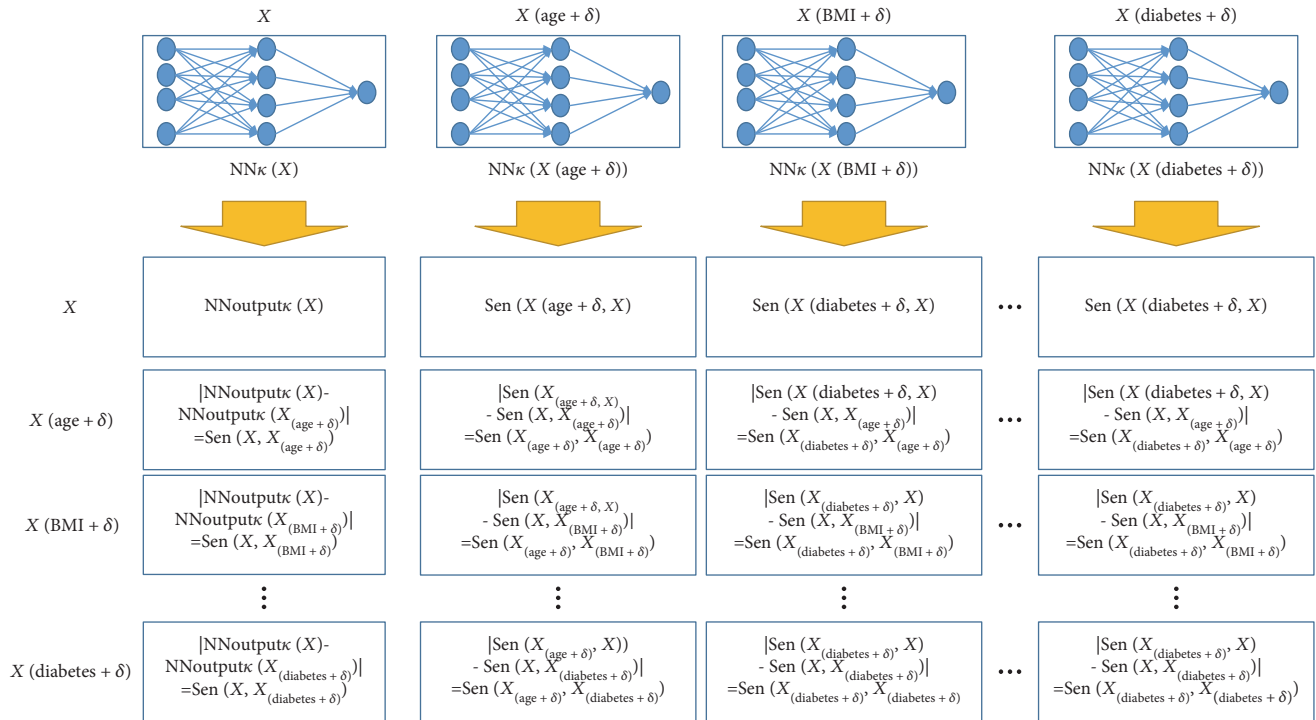 X
X (age + δ)
X (BMI + δ)
X (diabetes + δ)
NNκ (X)
NNκ (X (age + δ))
NNκ (X (BMI + δ))
NNκ (X (diabetes + δ))
X
NNoutputκ (X)
Sen (X (age + δ, X)
Sen (X (diabetes + δ, X)
...
Sen (X (diabetes + δ, X)
X (age + δ)
|NNoutputκ (X)-
NNoutputκ (X(age + δ))|
=Sen (X, X(age + δ))
|Sen (X(age + δ, X)
- Sen (X, X(age + δ))|
=Sen (X(age + δ), X(age + δ))
|Sen (X (diabetes + δ, X)
- Sen (X, X(age + δ))|
=Sen (X(diabetes + δ), X(age + δ))
...
|Sen (X (diabetes + δ, X)
- Sen (X, X(age + δ))|
=Sen (X(diabetes + δ), X(age + δ))
X (BMI + δ)
|NNoutputκ (X)-
NNoutputκ (X(BMI + δ))|
=Sen (X, X(BMI + δ))
|Sen (X(age + δ, X)
- Sen (X, X(BMI + δ))|
=Sen (X(age + δ), X(BMI + δ))
|Sen (X(diabetes + δ), X)
- Sen (X, X(BMI + δ))|
=Sen (X(diabetes + δ), X(BMI + δ))
...
|Sen (X(diabetes + δ), X)
- Sen (X, X(BMI + δ))|
=Sen (X(diabetes + δ), X(BMI + δ))
X (diabetes + δ)
|NNoutputκ (X)-
NNoutputκ (X(diabetes + δ))|
=Sen (X, X(diabetes + δ))
|Sen (X(age + δ), X))
- Sen (X, X(diabetes + δ))|
=Sen (X(age + δ), X(diabetes + δ))
|Sen (X(diabetes + δ), X)
- Sen (X, X(diabetes + δ))|
=Sen (X(diabetes + δ), X(diabetes + δ))
...
|Sen (X(diabetes + δ), X)
- Sen (X, X(diabetes + δ))|
=Sen (X(diabetes + δ), X(diabetes + δ))